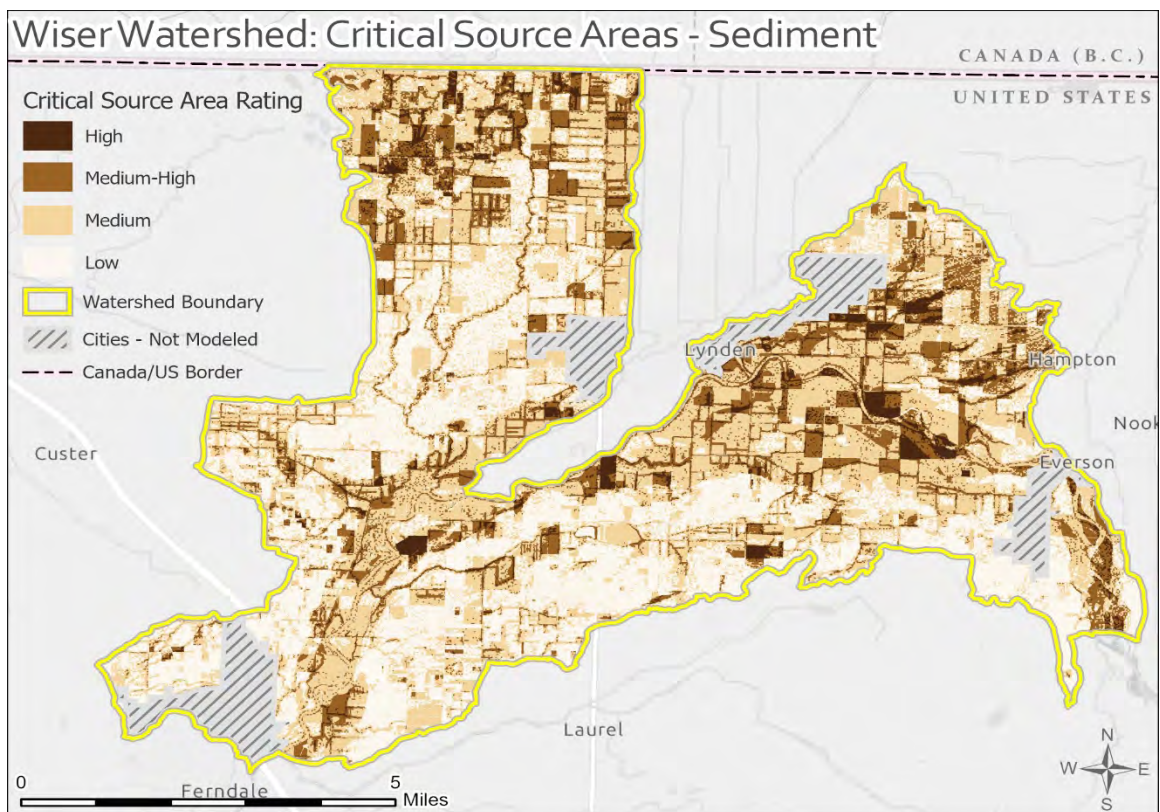 Wiser Watershed: Critical Source Areas - Sediment
CANADA (B.C.)
UNITED STATES
Critical Source Area Rating
High
Medium-High
Medium
Low
Watershed Boundary
Cities - Not Modeled
Canada/US Border
Lynden
Hampton
Nook
Custer
Everson
Laurel
Ferndale
N
W
E
S
0
5
Miles